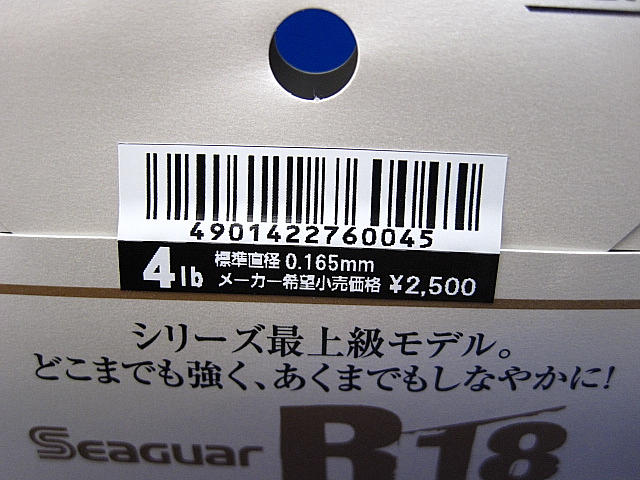 4901422760045
4lb 標準直径 0.165mm
メーカー希望小売価格 ¥2,500
シリーズ最上級モデル。
どこまでも強く、あくまでもしなやかに!
Seaguar R18